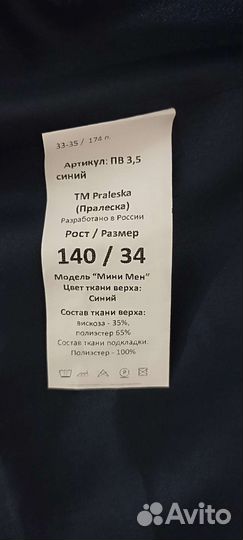 33-35 / 174 п.
Артикул: ПВ 3,5
синий
ТМ Praleska
(Пралеска)
Разработано в России
Рост / Размер
140 / 34
Модель "Мини Мен"
Цвет ткани верха:
Синий
Состав ткани верха:
вискоза - 35%,
полиэстер 65%
Состав ткани подкладки:
Полиэстер - 100%
Avito